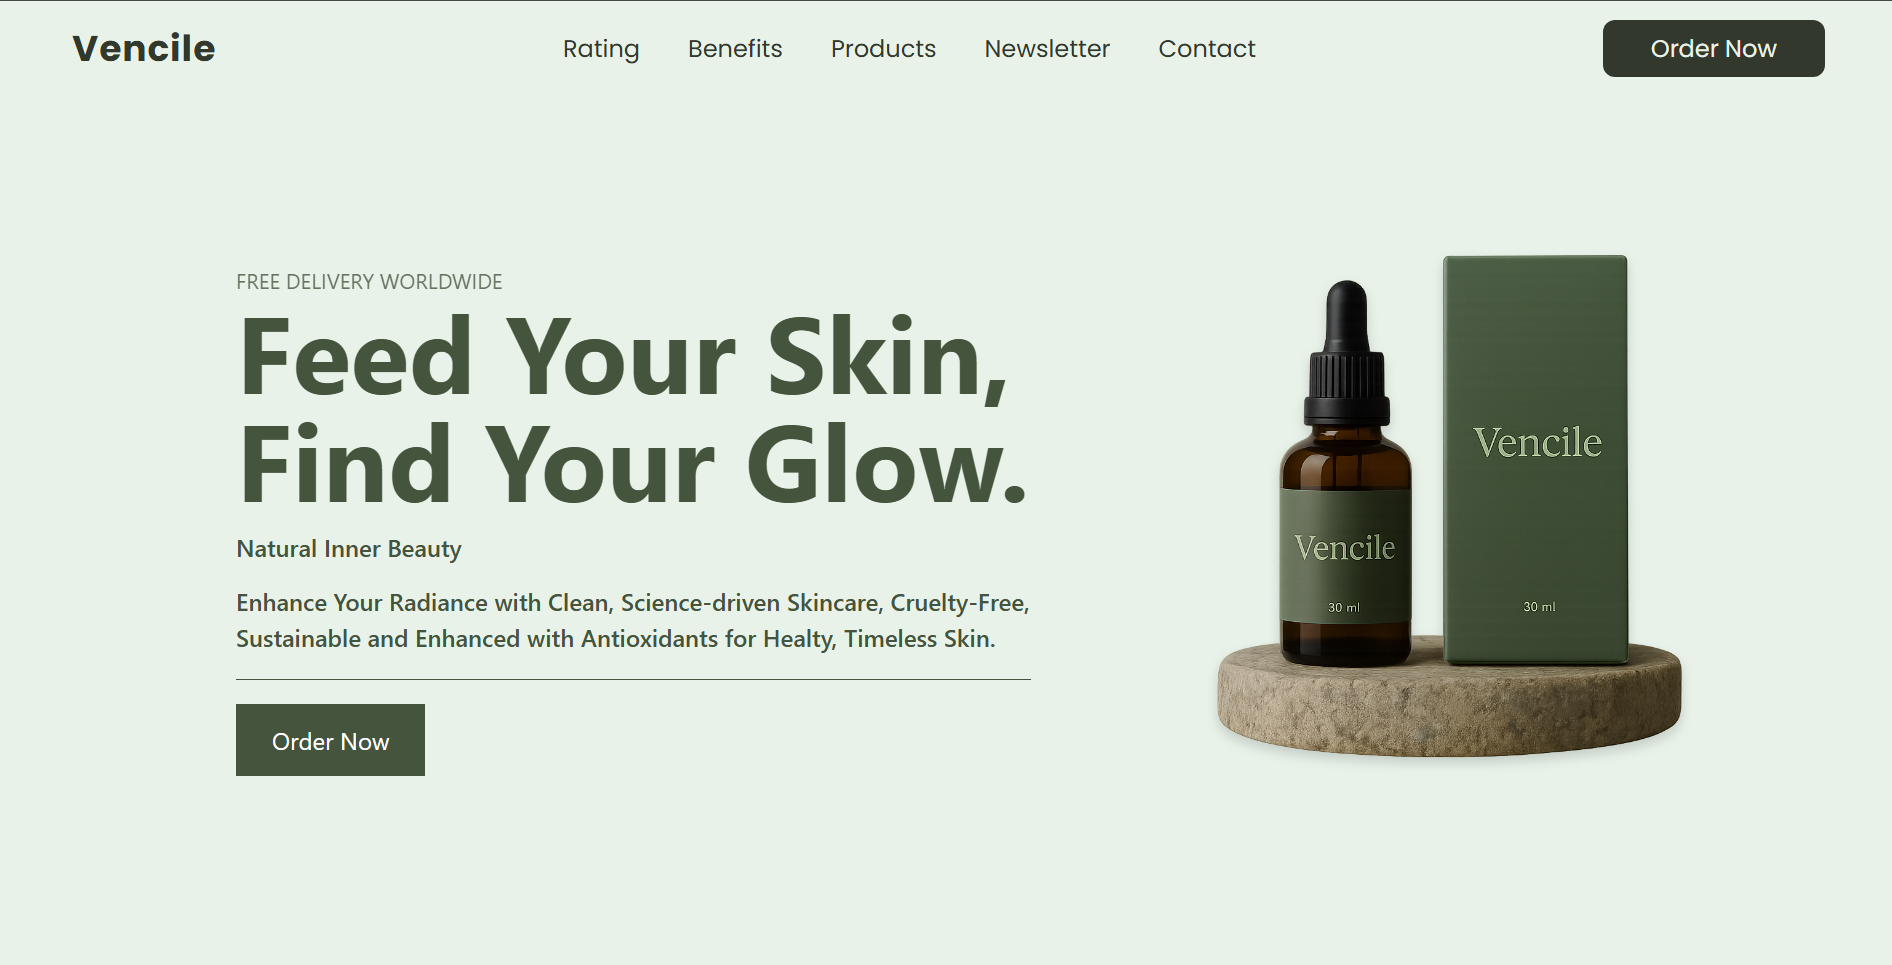 Vencile
Rating
Benefits
Products
Newsletter
Contact
Order Now
FREE DELIVERY WORLDWIDE
Feed Your Skin,
Find Your Glow.
Natural Inner Beauty
Enhance Your Radiance with Clean, Science-driven Skincare, Cruelty-Free,
Sustainable and Enhanced with Antioxidants for Healty, Timeless Skin.
Order Now
Vencile
30 ml
Vencile
30 ml